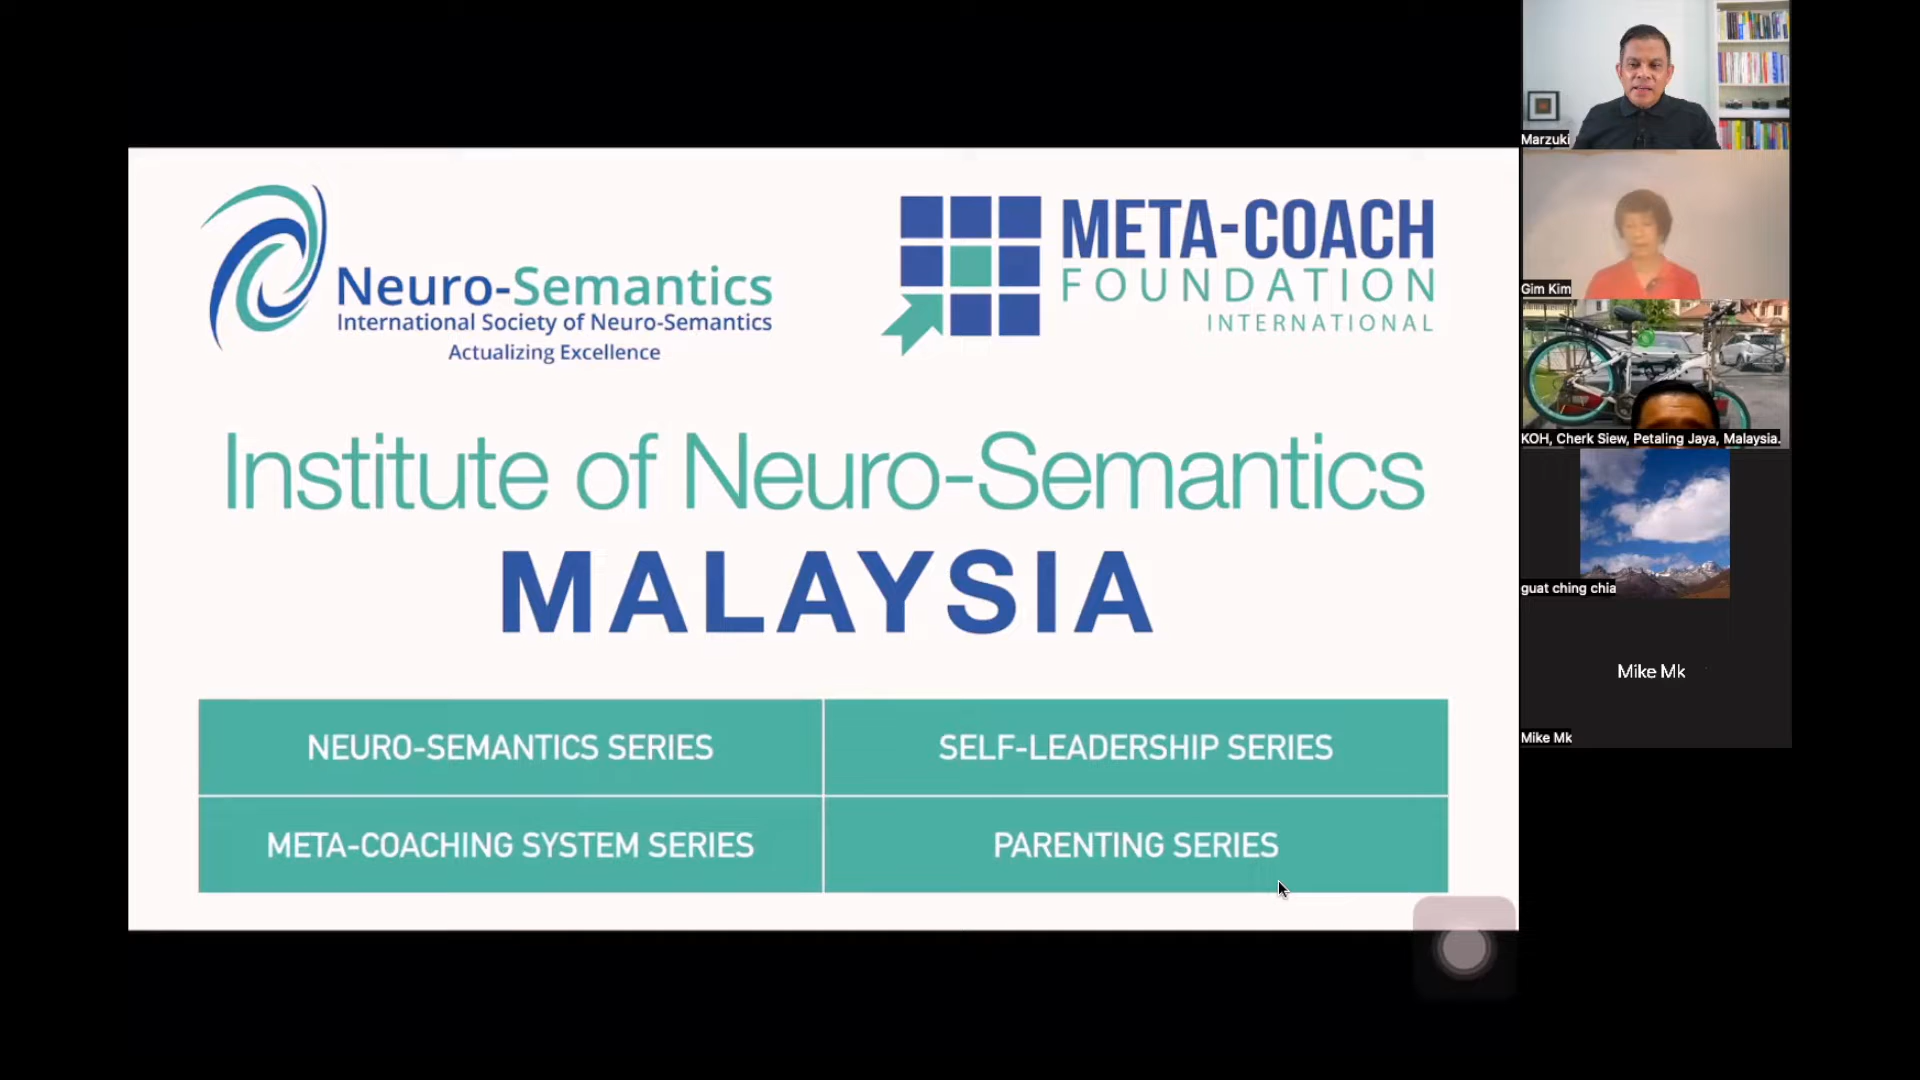 Neuro-Semantics
International Society of Neuro-Semantics
Actualizing Excellence
META-COACH
FOUNDATION
INTERNATIONAL
Institute of Neuro-Semantics
MALAYSIA
NEURO-SEMANTICS SERIES
SELF-LEADERSHIP SERIES
META-COACHING SYSTEM SERIES
PARENTING SERIES
Marzuki
Gim Kim
KOH, Cherk Siew, Petaling Jaya, Malaysia.
guat ching chia
Mike Mk
Mike Mk